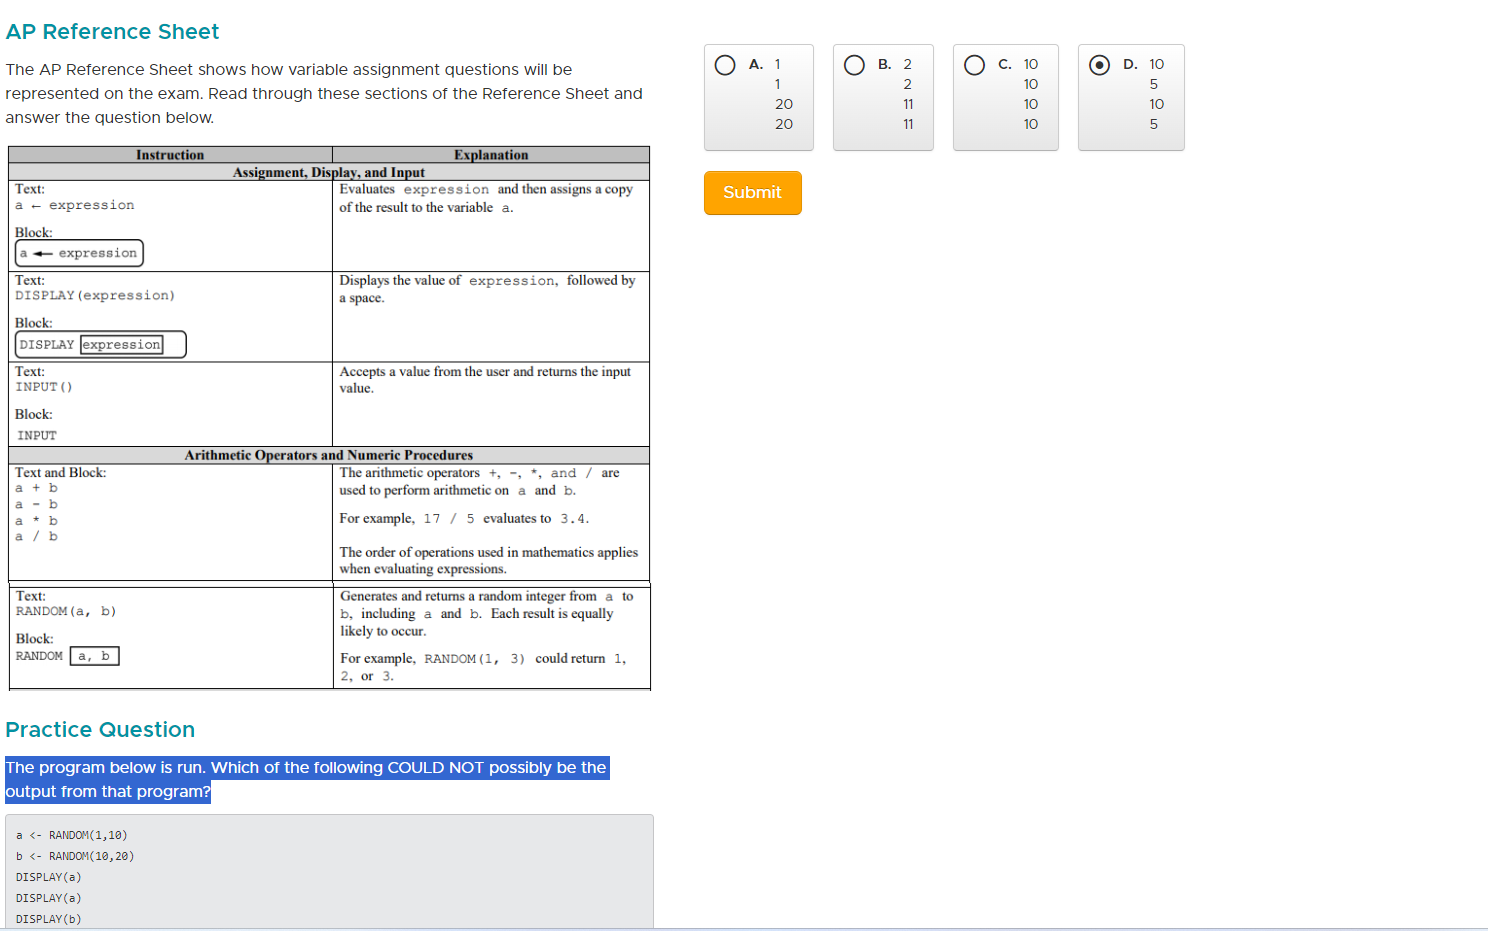 AP Reference Sheet
The AP Reference Sheet shows how variable assignment questions will be
represented on the exam. Read through these sections of the Reference Sheet and
answer the question below.
Instruction Explanation
Assignment, Display, and Input
Text:
a ← expression
Block:
a ← expression
Evaluates expression and then assigns a copy
of the result to the variable a.
Text:
DISPLAY(expression)
Block:
DISPLAY expression
Displays the value of expression, followed by
a space.
Text:
INPUT()
Block:
INPUT
Accepts a value from the user and returns the input
value.
Arithmetic Operators and Numeric Procedures
Text and Block:
a + b
a - b
a * b
a / b
The arithmetic operators +, -, *, and / are
used to perform arithmetic on a and b.
For example, 17 / 5 evaluates to 3.4.
The order of operations used in mathematics applies
when evaluating expressions.
Text:
RANDOM(a, b)
Block:
RANDOM a, b
Generates and returns a random integer from a to
b, including a and b. Each result is equally
likely to occur.
For example, RANDOM(1, 3) could return 1,
2, or 3.
Practice Question
The program below is run. Which of the following COULD NOT possibly be the
output from that program?
a <- RANDOM(1,10)
b <- RANDOM(10,20)
DISPLAY(a)
DISPLAY(a)
DISPLAY(b)
A. 1
1
20
20
B. 2
2
11
11
C. 10
10
10
10
D. 10
5
10
5
Submit